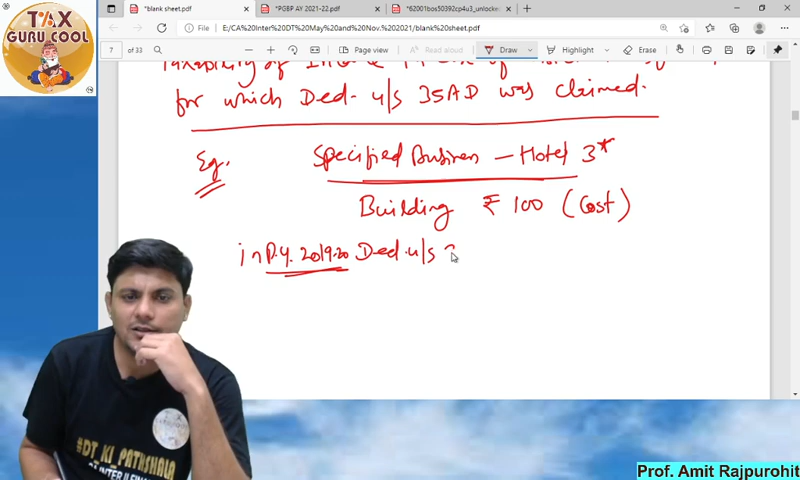 TAX
GURU COOL
*blank sheet.pdf
*PGBP AY 2021-22.pdf
*62001bos50392cp4u3_unlocked
E:/CA%20Inter%20DT%20May%20and%20Nov.%202021/blank%20sheet.pdf
7 of 33
Page view
Read aloud
Draw
Highlight
Erase
for which Ded. u/s 35AD was claimed.
Eg. Specified Business – Hotel 3*
Building ₹ 100 (Cost)
in P.Y. 2019-20 Ded. u/s
#DT KI PATHSHALA
Prof. Amit Rajpurohit